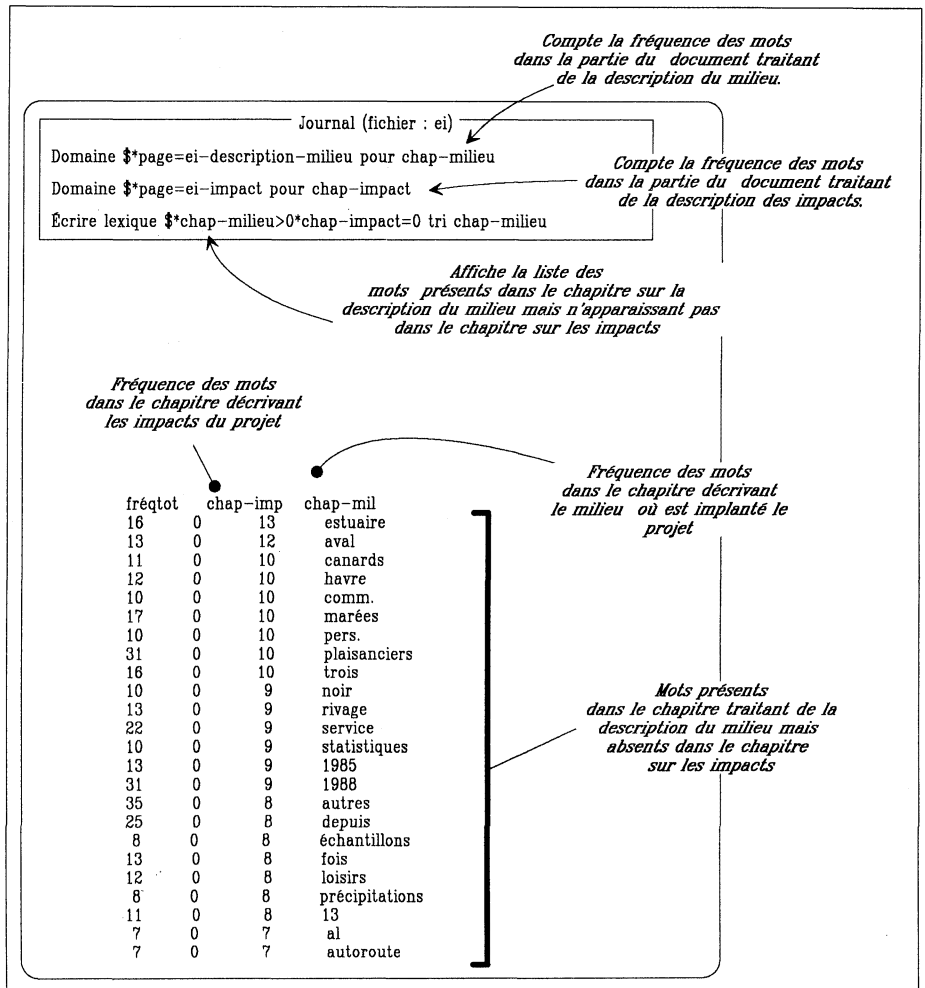 Compte la fréquence des mots
dans la partie du document traitant
de la description du milieu.
Journal (fichier : ei)
Domaine $*page=ei-description-milieu pour chap-milieu
Domaine $*page=ei-impact pour chap-impact
Écrire lexique $*chap-milieu>0*chap-impact=0 tri chap-milieu
Compte la fréquence des mots
dans la partie du document traitant
de la description des impacts.
Affiche la liste des
mots présents dans le chapitre sur la
description du milieu mais n'apparaissant pas
dans le chapitre sur les impacts
Fréquence des mots
dans le chapitre décrivant
les impacts du projet
Fréquence des mots
dans le chapitre décrivant
le milieu où est implanté le
projet
fréqtot chap-imp chap-mil
16 0 13 estuaire
13 0 12 aval
11 0 10 canards
12 0 10 havre
10 0 10 comm.
17 0 10 marées
10 0 10 pers.
31 0 10 plaisanciers
16 0 10 trois
10 0 9 noir
13 0 9 rivage
22 0 9 service
10 0 9 statistiques
13 0 9 1985
31 0 9 1988
35 0 8 autres
25 0 8 depuis
8 0 8 échantillons
13 0 8 fois
12 0 8 loisirs
8 0 8 précipitations
11 0 8 13
7 0 7 al
7 0 7 autoroute
Mots présents
dans le chapitre traitant de la
description du milieu mais
absents dans le chapitre
sur les impacts